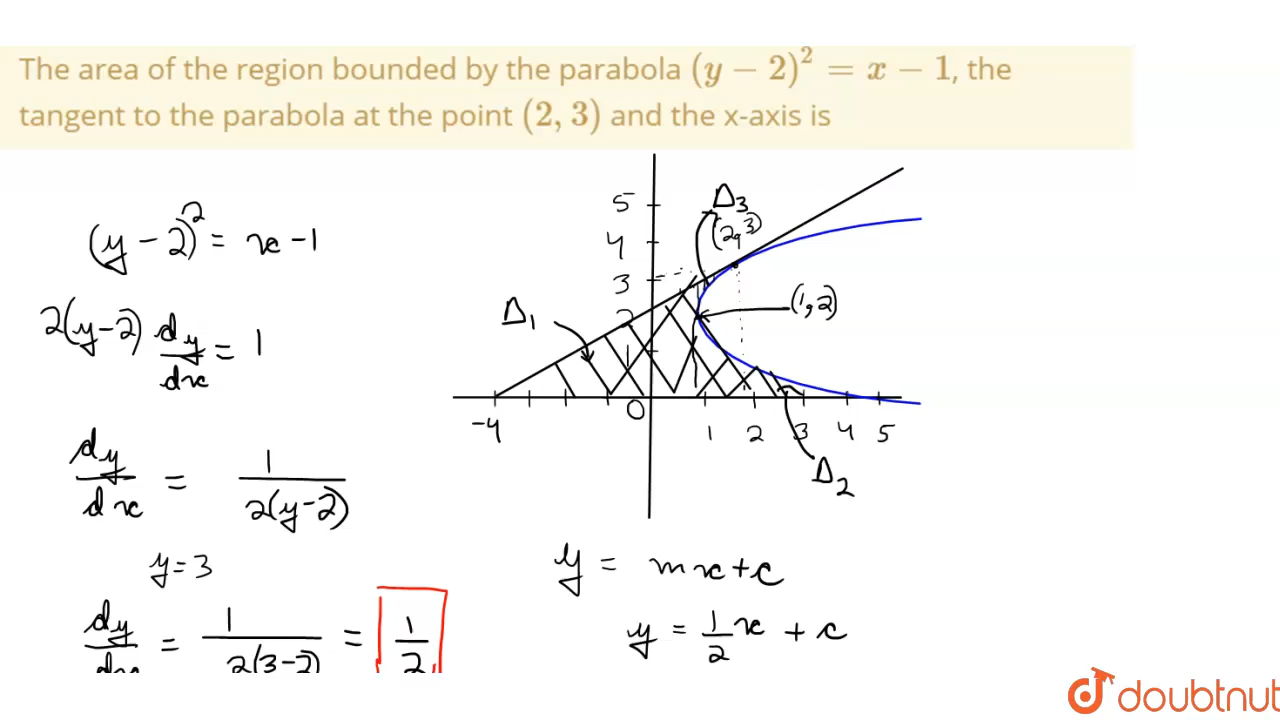 The area of the region bounded by the parabola (y − 2)² = x − 1, the
tangent to the parabola at the point (2, 3) and the x-axis is
(y − 2)² = x − 1
2(y − 2) dy/dx = 1
dy/dx = 1/2(y − 2)
y = 3
dy/dx = 1/2(3 − 2) = 1/2
5
4
3
2
1
Δ3
(2, 3)
(1, 2)
Δ1
−4
0
1 2 3 4 5
Δ2
y = mx + c
y = 1/2 x + c
doubtnut